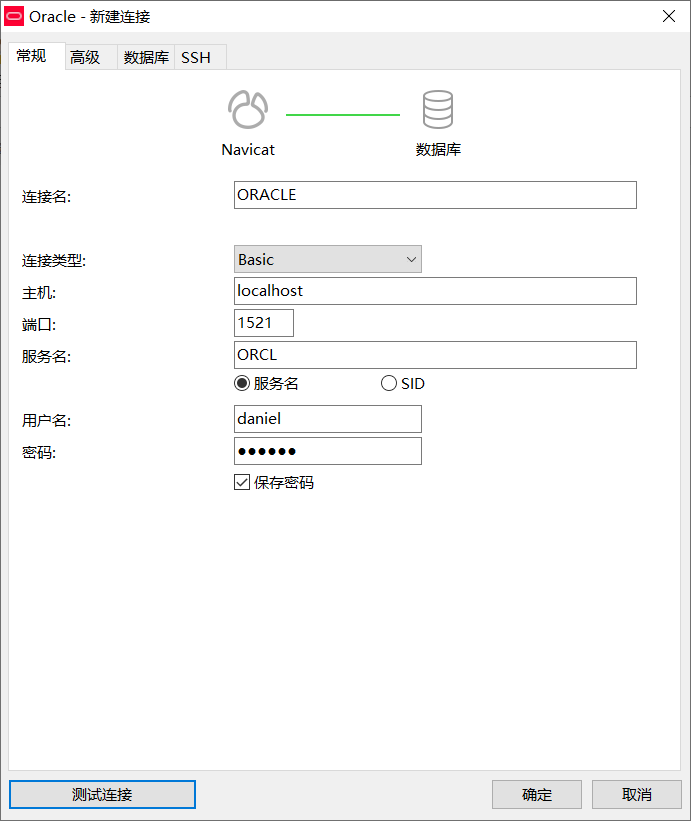 Oracle - 新建连接
常规 高级 数据库 SSH
Navicat 数据库
连接名: ORACLE
连接类型: Basic
主机: localhost
端口: 1521
服务名: ORCL
服务名 SID
用户名: daniel
密码: ●●●●●●
保存密码
测试连接 确定 取消